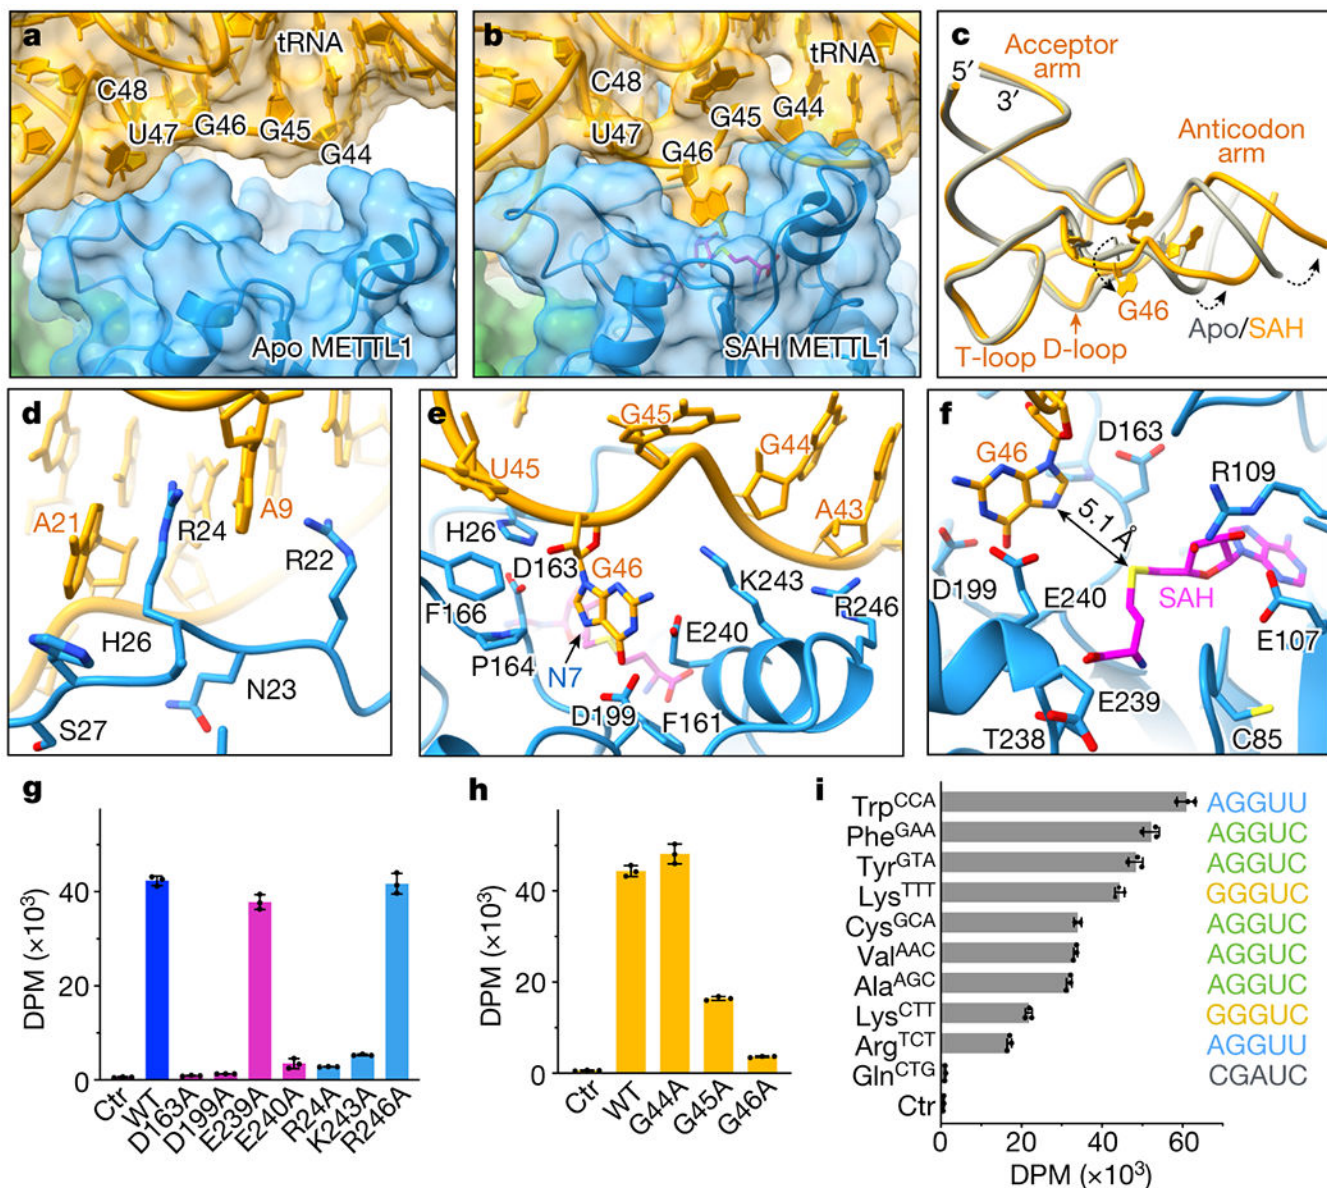 a
tRNA
C48
U47
G46
G45
G44
Apo METTL1
b
tRNA
C48
U47
G45
G44
G46
SAH METTL1
c
Acceptor
arm
5′
3′
Anticodon
arm
G46
Apo/SAH
T-loop
D-loop
d
A21
R24
A9
R22
H26
N23
S27
e
G45
U45
G44
A43
H26
D163
G46
K243
F166
R246
E240
P164
N7
D199
F161
f
G46
D163
R109
5.1 Å
D199
E240
SAH
E107
E239
T238
C85
g
DPM (×10³)
40
20
0
Ctr
WT
D163A
D199A
E239A
E240A
R24A
K243A
R246A
h
DPM (×10³)
40
20
0
Ctr
WT
G44A
G45A
G46A
i
Trp^CCA AGGUU
Phe^GAA AGGUC
Tyr^GTA AGGUC
Lys^TTT GGGUC
Cys^GCA AGGUC
Val^AAC AGGUC
Ala^AGC AGGUC
Lys^CTT GGGUC
Arg^TCT AGGUU
Gln^CTG CGAUC
Ctr
0 20 40 60
DPM (×10³)